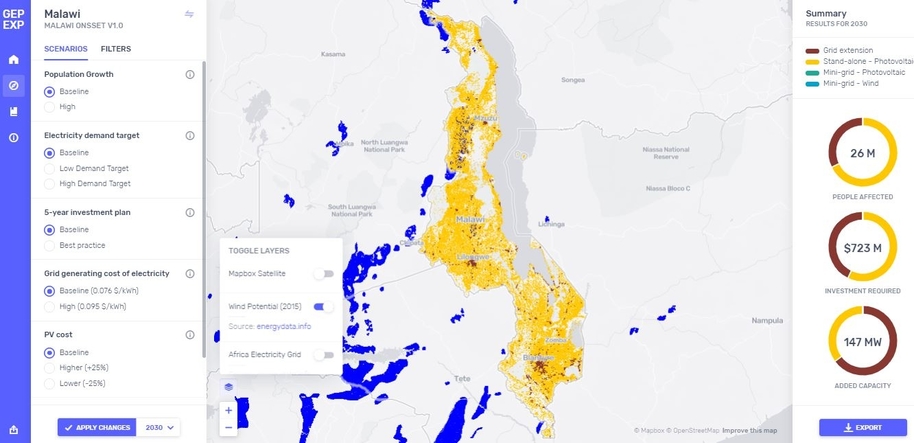 GEP
EXP
Malawi
MALAWI ONSSET V1.0
SCENARIOS FILTERS
Population Growth
Baseline
High
Electricity demand target
Baseline
Low Demand Target
High Demand Target
5-year investment plan
Baseline
Best practice
Grid generating cost of electricity
Baseline (0.076 $/kWh)
High (0.095 $/kWh)
PV cost
Baseline
Higher (+25%)
Lower (-25%)
APPLY CHANGES 2030
TOGGLE LAYERS
Mapbox Satellite
Wind Potential (2015)
Source: energydata.info
Africa Electricity Grid
+
−
Kasama
Songea
Mzuzu
North Luangwa
National Park
Niassa National
Reserve
South Luangwa
National Park
Niassa Bloco C
Malawi
Lichinga
Lilongwe
Nampula
Zomba
Blantyre
Tete
© Mapbox © OpenStreetMap Improve this map
Summary
RESULTS FOR 2030
Grid extension
Stand-alone - Photovoltai
Mini-grid - Photovoltaic
Mini-grid - Wind
26 M
PEOPLE AFFECTED
$723 M
INVESTMENT REQUIRED
147 MW
ADDED CAPACITY
EXPORT